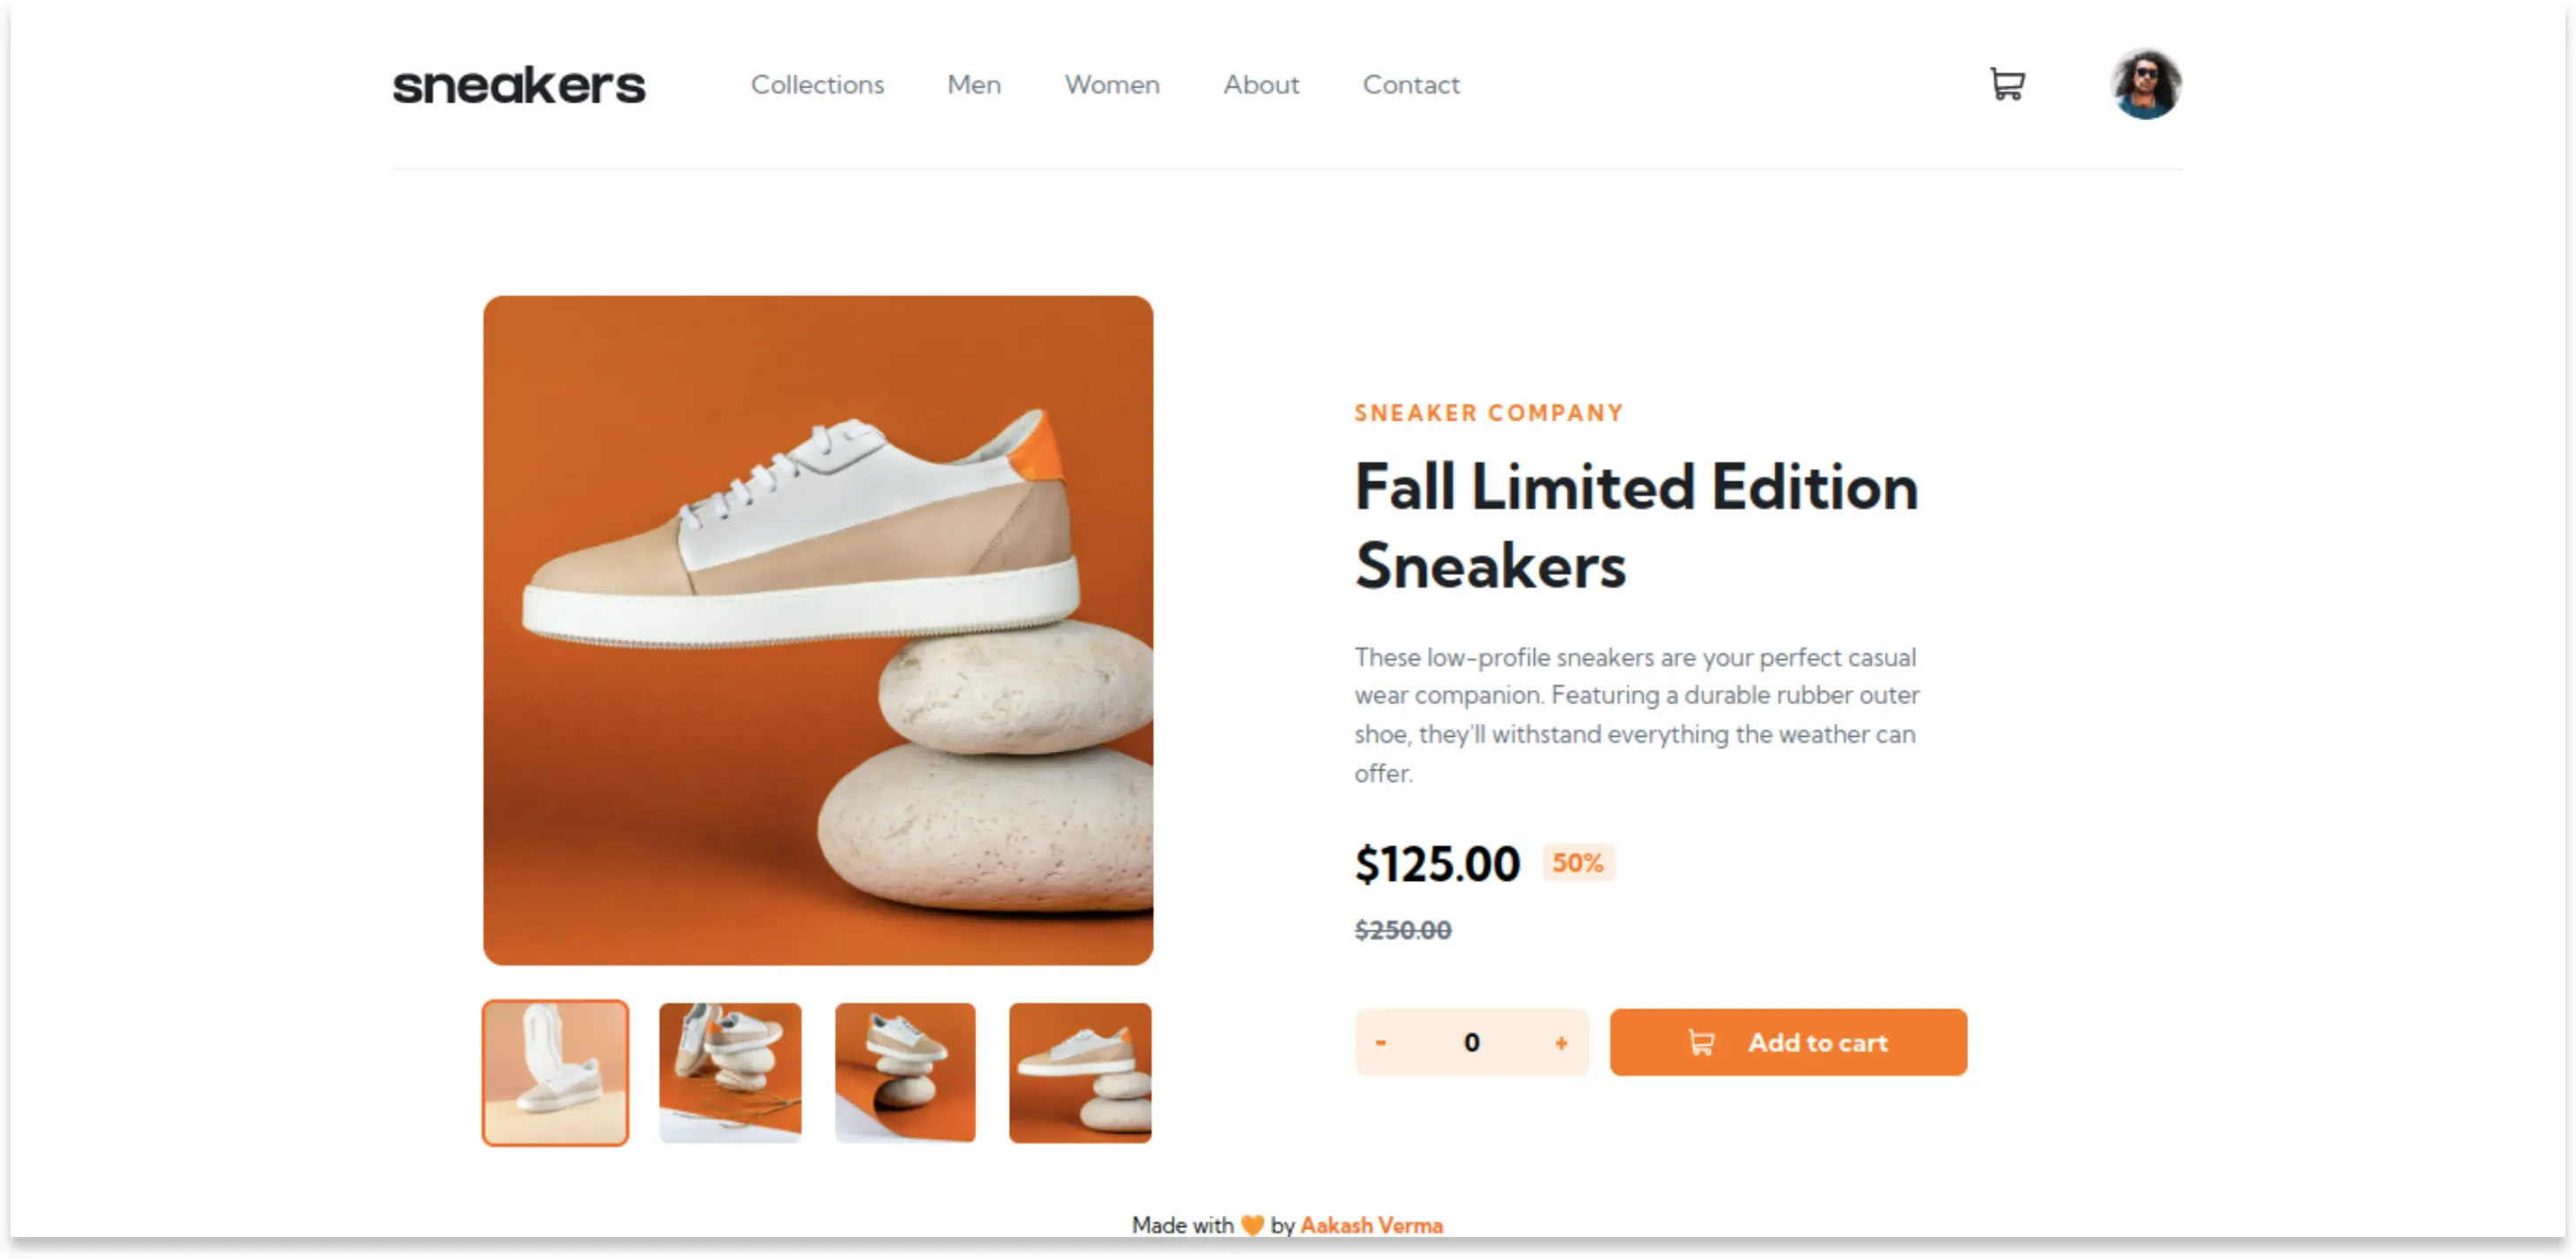 sneakers Collections Men Women About Contact
SNEAKER COMPANY
Fall Limited Edition
Sneakers
These low-profile sneakers are your perfect casual
wear companion. Featuring a durable rubber outer
shoe, they'll withstand everything the weather can
offer.
$125.00 50%
$250.00
- 0 + Add to cart
Made with 🧡 by Aakash Verma